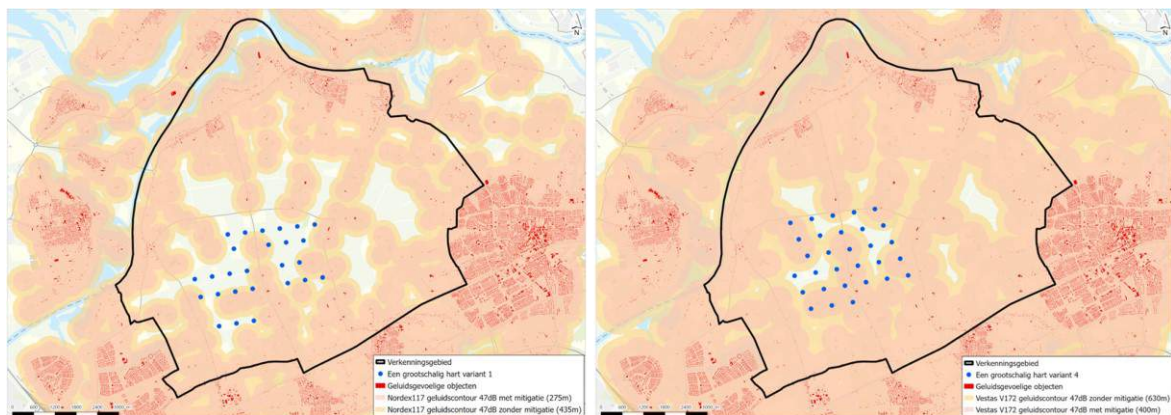 N
Verkenningsgebied
Een grootschalig hart variant 1
Geluidsgevoelige objecten
Nordex117 geluidscontour 47dB met mitigatie (275m)
Nordex117 geluidscontour 47dB zonder mitigatie (435m)
N
Verkenningsgebied
Een grootschalig hart variant 4
Geluidsgevoelige objecten
Vestas V172 geluidscontour 47dB zonder mitigatie (630m)
Vestas V172 geluidscontour 47dB met mitigatie (400m)